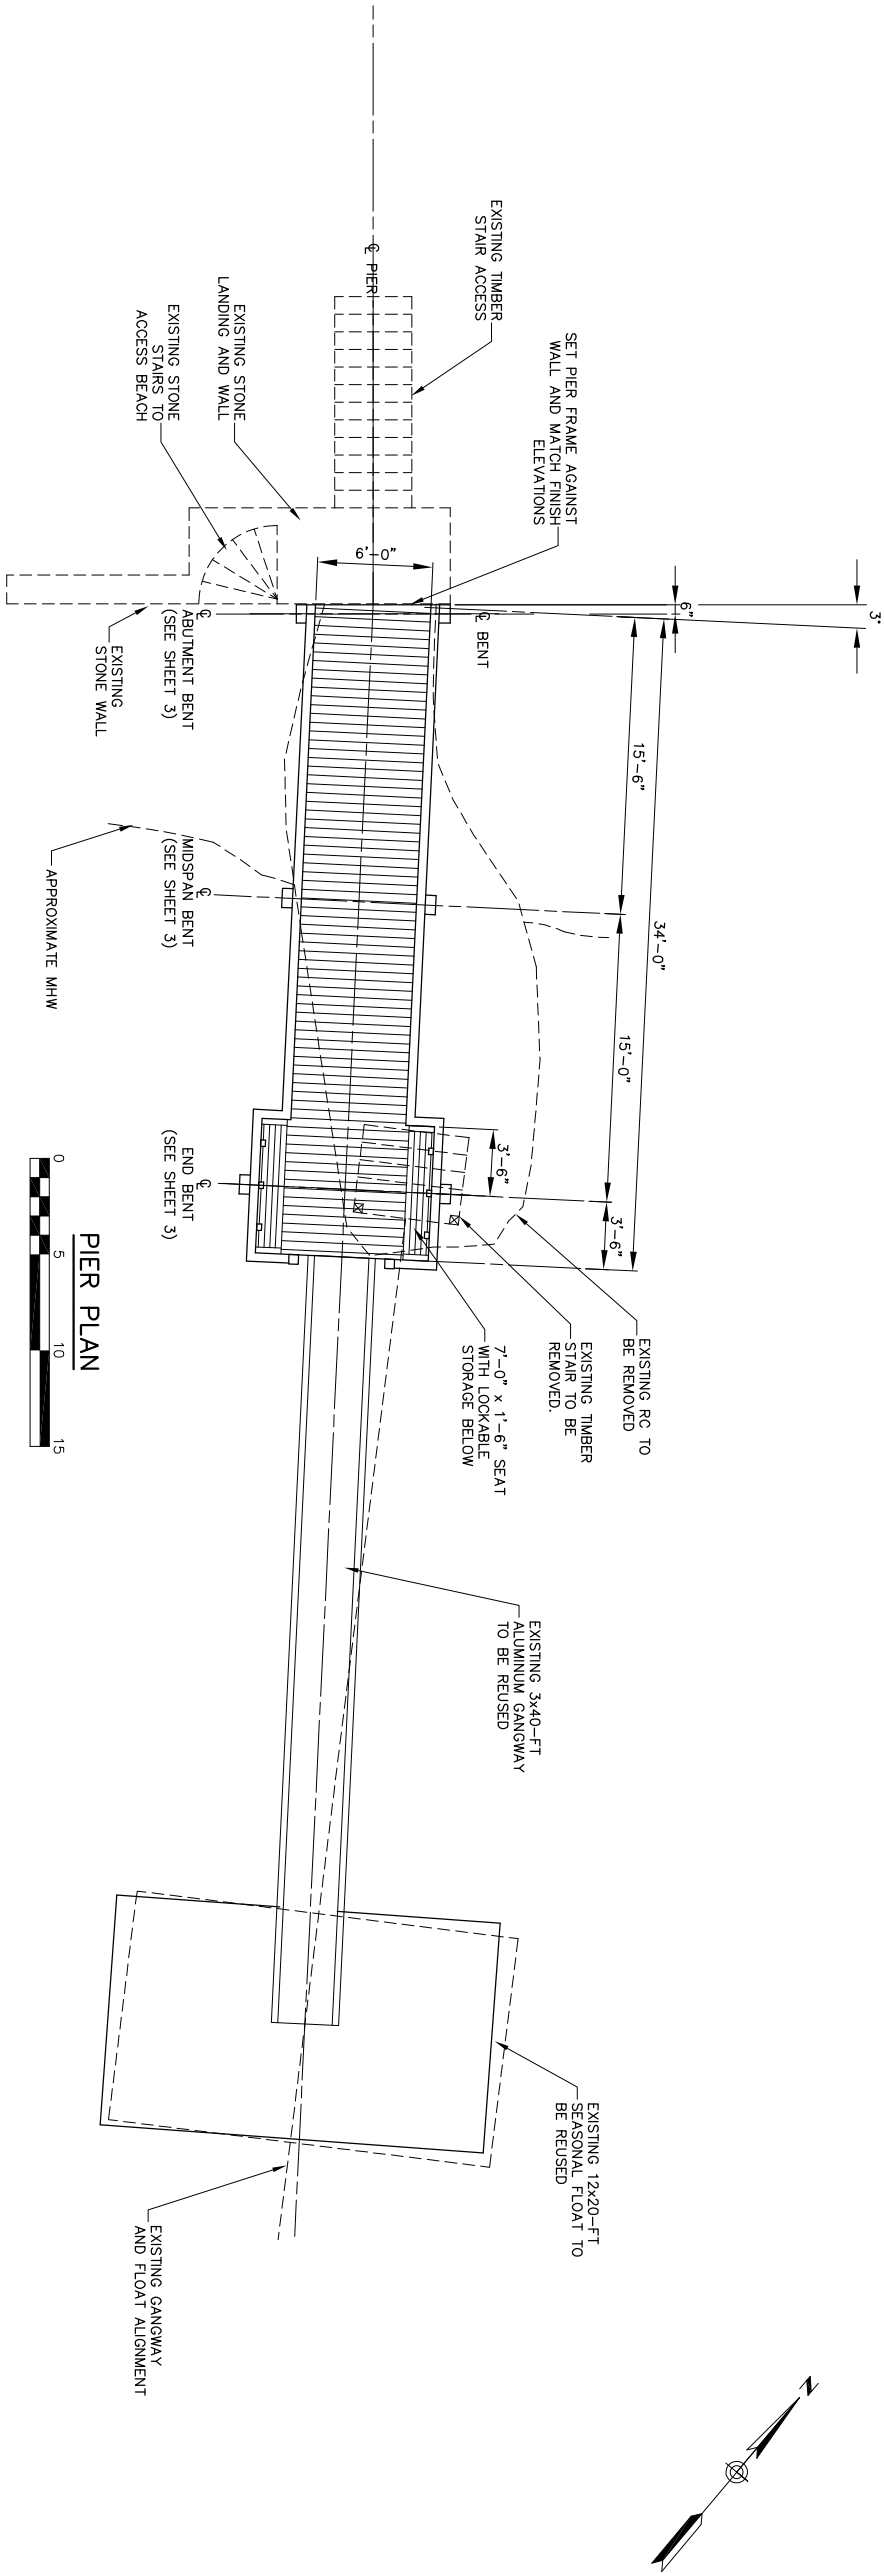 EXISTING TIMBER
STAIR ACCESS
℄ PIER
SET PIER FRAME AGAINST
WALL AND MATCH FINISH
ELEVATIONS
EXISTING STONE
LANDING AND WALL
EXISTING STONE
STAIRS TO
ACCESS BEACH
6'-0"
6"
3°
℄ BENT
℄
ABUTMENT BENT
(SEE SHEET 3)
EXISTING
STONE WALL
15'-6"
34'-0"
15'-0"
3'-6"
3'-6"
℄
MIDSPAN BENT
(SEE SHEET 3)
APPROXIMATE MHW
℄
END BENT
(SEE SHEET 3)
EXISTING RC TO
BE REMOVED
EXISTING TIMBER
STAIR TO BE
REMOVED.
7'-0" x 1'-6" SEAT
WITH LOCKABLE
STORAGE BELOW
0 5 10 15
PIER PLAN
EXISTING 3x40-FT
ALUMINUM GANGWAY
TO BE REUSED
EXISTING 12x20-FT
SEASONAL FLOAT TO
BE REUSED
EXISTING GANGWAY
AND FLOAT ALIGNMENT
N